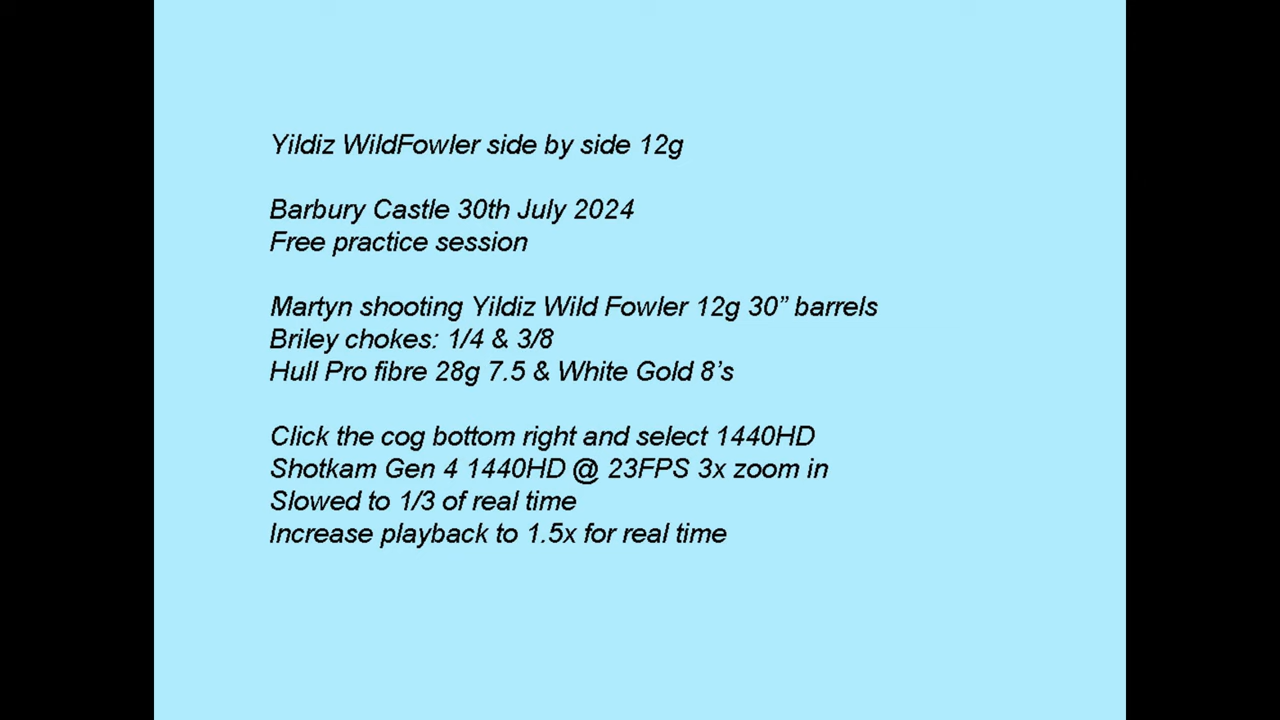 Yildiz WildFowler side by side 12g
Barbury Castle 30th July 2024
Free practice session
Martyn shooting Yildiz Wild Fowler 12g 30” barrels
Briley chokes: 1/4 & 3/8
Hull Pro fibre 28g 7.5 & White Gold 8’s
Click the cog bottom right and select 1440HD
Shotkam Gen 4 1440HD @ 23FPS 3x zoom in
Slowed to 1/3 of real time
Increase playback to 1.5x for real time